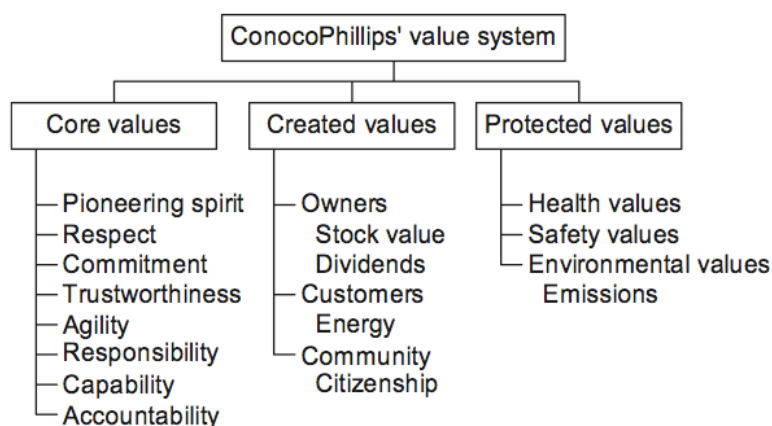 ConocoPhillips' value system
Core values
Created values
Protected values
Pioneering spirit
Respect
Commitment
Trustworthiness
Agility
Responsibility
Capability
Accountability
Owners
Stock value
Dividends
Customers
Energy
Community
Citizenship
Health values
Safety values
Environmental values
Emissions